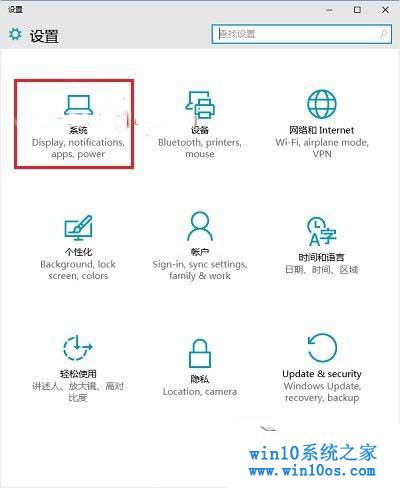 设置
设置
查找设置
系统
Display, notifications,
apps, power
设备
Bluetooth, printers,
mouse
网络和 Internet
Wi-Fi, airplane mode,
VPN
个性化
Background, lock
screen, colors
帐户
Sign-in, sync settings,
family & work
时间和语言
日期、时间、区域
轻松使用
讲述人、放大镜、高对
比度
隐私
Location, camera
Update & security
Windows Update,
recovery, backup
win10系统之家
www.win10os.com